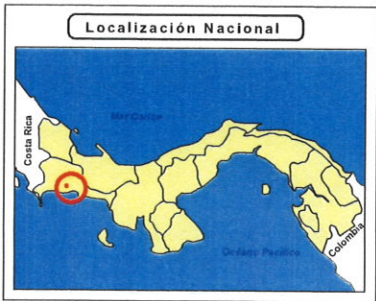 Localización Nacional
Mar Caribe
Costa Rica
Colombia
Océano Pacífico